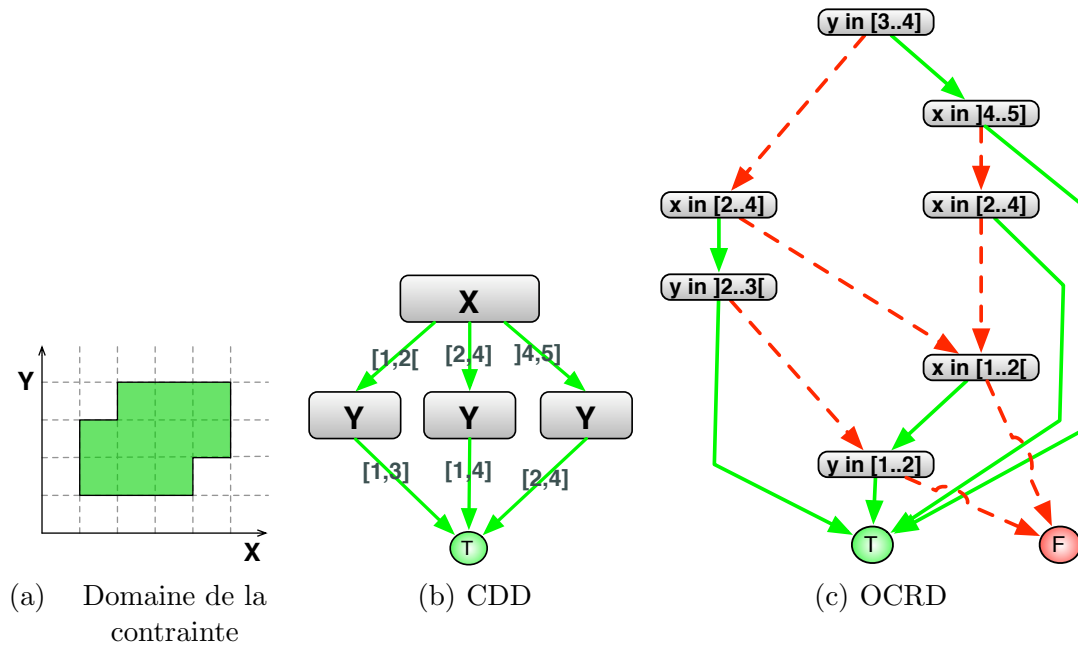 y in [3..4]
x in ]4..5]
x in [2..4]
x in [2..4]
y in ]2..3[
x in [1..2[
y in [1..2]
T
F
X
[1,2[
[2,4]
]4,5]
Y
Y
Y
[1,3]
[1,4]
[2,4]
T
Y
X
(a) Domaine de la
contrainte
(b) CDD
(c) OCRD